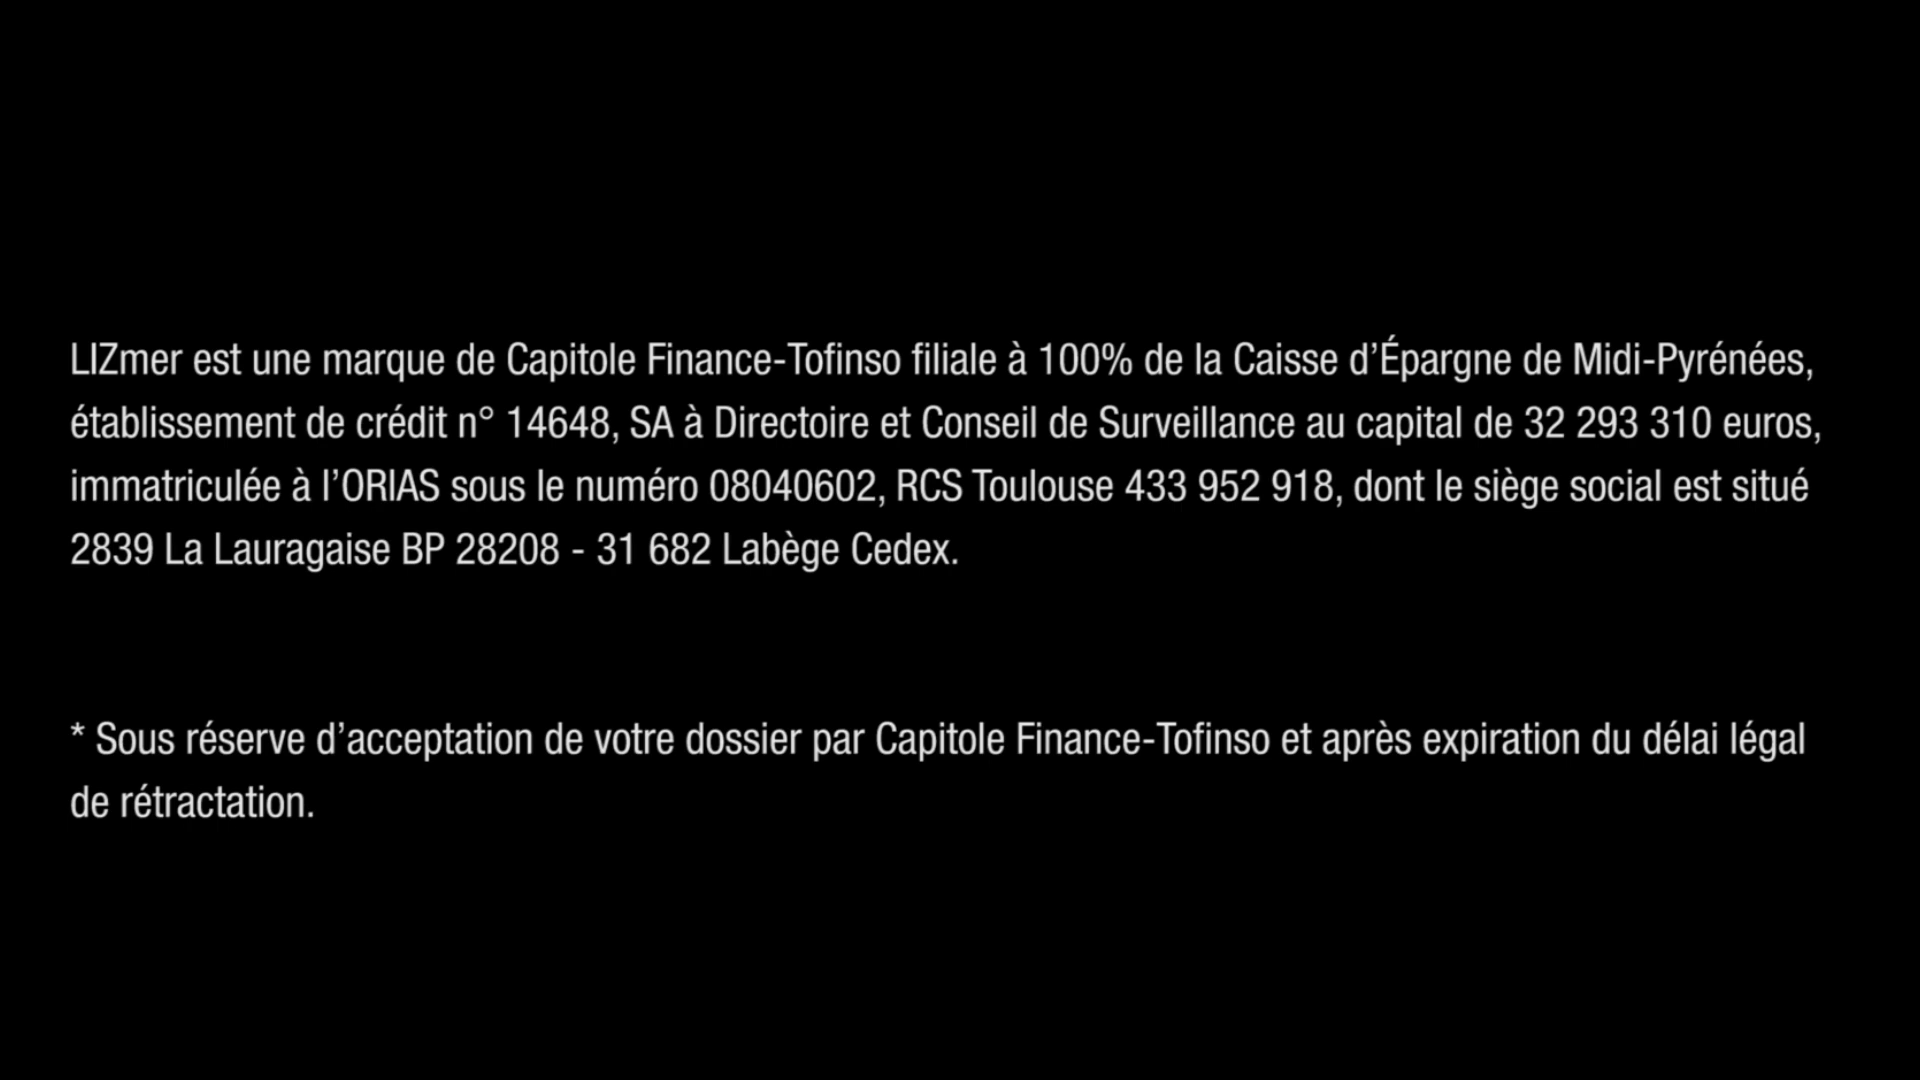 LIZmer est une marque de Capitole Finance-Tofinso filiale à 100% de la Caisse d’Épargne de Midi-Pyrénées,
établissement de crédit n° 14648, SA à Directoire et Conseil de Surveillance au capital de 32 293 310 euros,
immatriculée à l’ORIAS sous le numéro 08040602, RCS Toulouse 433 952 918, dont le siège social est situé
2839 La Lauragaise BP 28208 - 31 682 Labège Cedex.
* Sous réserve d’acceptation de votre dossier par Capitole Finance-Tofinso et après expiration du délai légal
de rétractation.